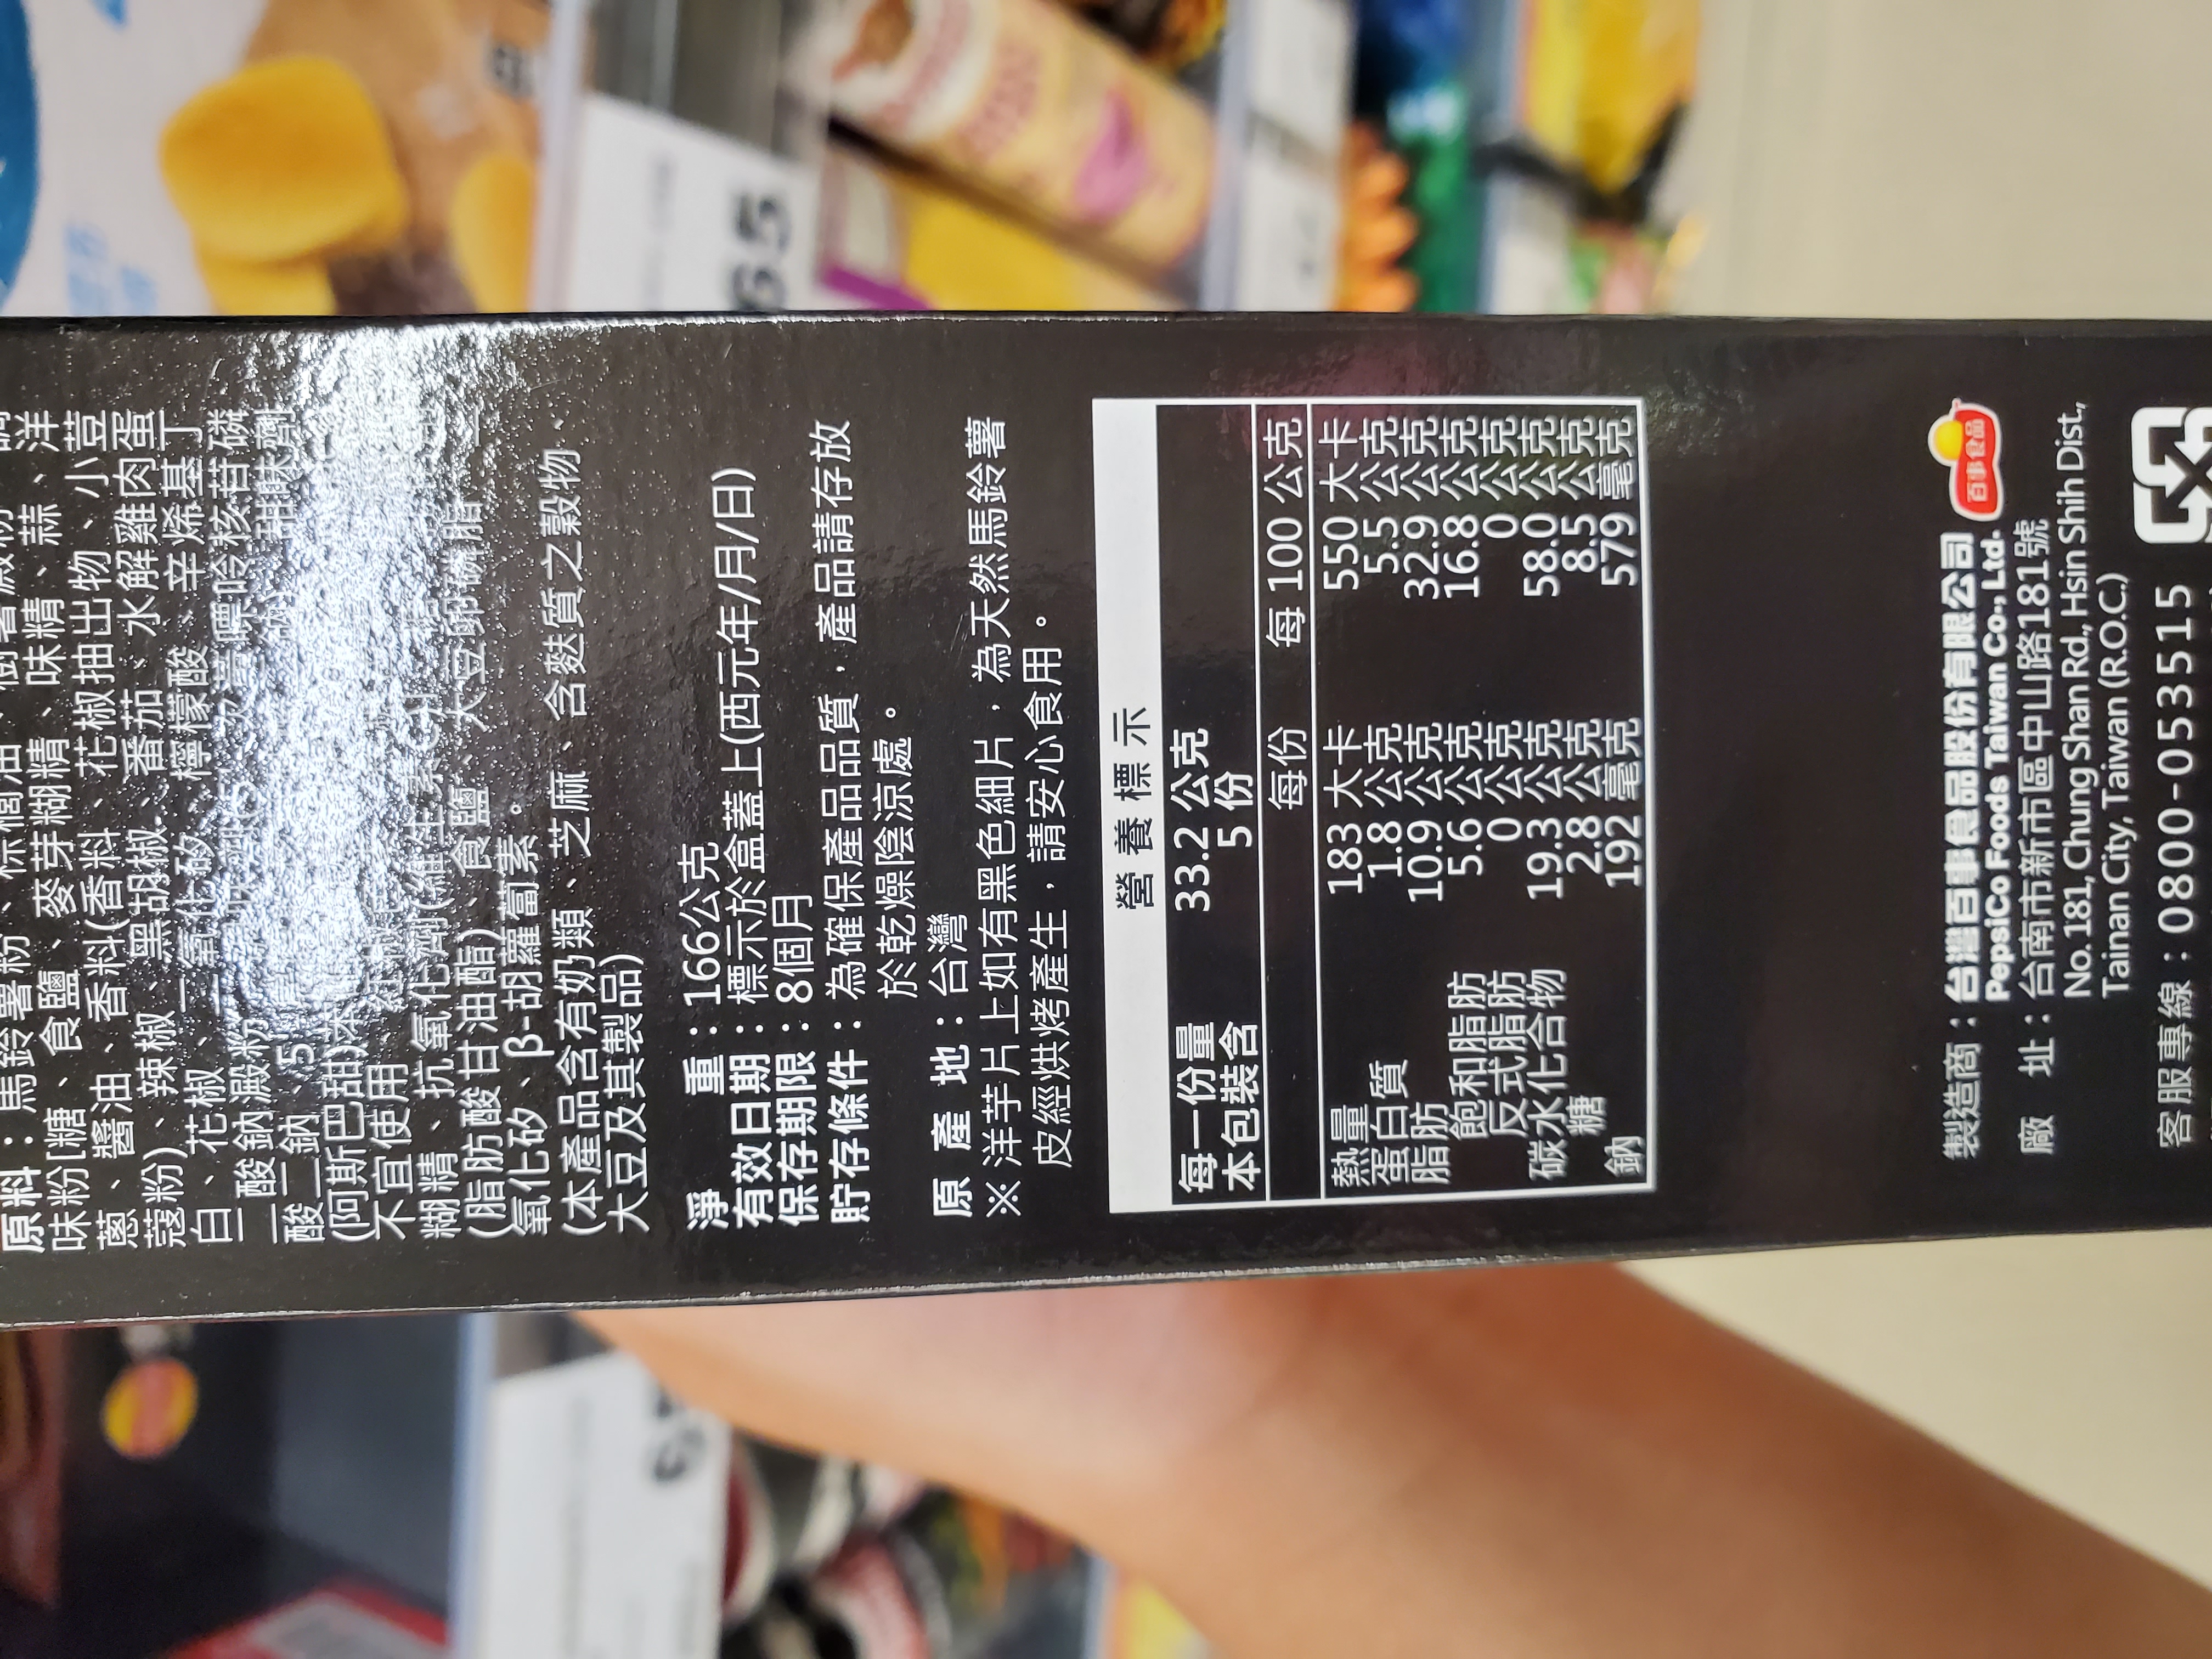 原料：馬鈴薯粉、棕櫚油、樹薯澱粉、調
味粉[糖、食鹽、麥芽糊精、味精、蒜、洋
蔥、醬油、香料(香料、花椒抽出物、小荳
蔻粉)、辣椒、黑胡椒、番茄、水解雞肉蛋
白、花椒、二氧化矽、檸檬酸、辛烯基丁
二酸鈉澱粉、次黃嘌呤核苷磷
酸二鈉、5 甜味劑
(阿斯巴甜)苯
不宜使用 紅椒
糊精、抗氧化劑(維生素C)
(脂肪酸甘油酯)、食鹽、大豆卵磷脂、二
氧化矽、β-胡蘿蔔素。
(本產品含有奶類、芝麻、含麩質之穀物、
大豆及其製品)
淨重：166公克
有效日期：標示於盒蓋上(西元年/月/日)
保存期限：8個月
貯存條件：為確保產品品質，產品請存放
於乾燥陰涼處。
原產地：台灣
※洋芋片上如有黑色細片，為天然馬鈴薯
皮經烘烤產生，請安心食用。
營養標示
每一份量 33.2 公克
本包裝含 5 份
每份 每 100 公克
熱量 183 大卡 550 大卡
蛋白質 1.8 公克 5.5 公克
脂肪 10.9 公克 32.9 公克
飽和脂肪 5.6 公克 16.8 公克
反式脂肪 0 公克 0 公克
碳水化合物 19.3 公克 58.0 公克
糖 2.8 公克 8.5 公克
鈉 192 毫克 579 毫克
製造商：台灣百事食品股份有限公司
PepsiCo Foods Taiwan Co., Ltd.
百事食品
廠址：台南市新市區中山路181號
No. 181, Chung Shan Rd., Hsin Shih Dist.,
Tainan City, Taiwan (R.O.C.)
客服專線：0800-053515
65